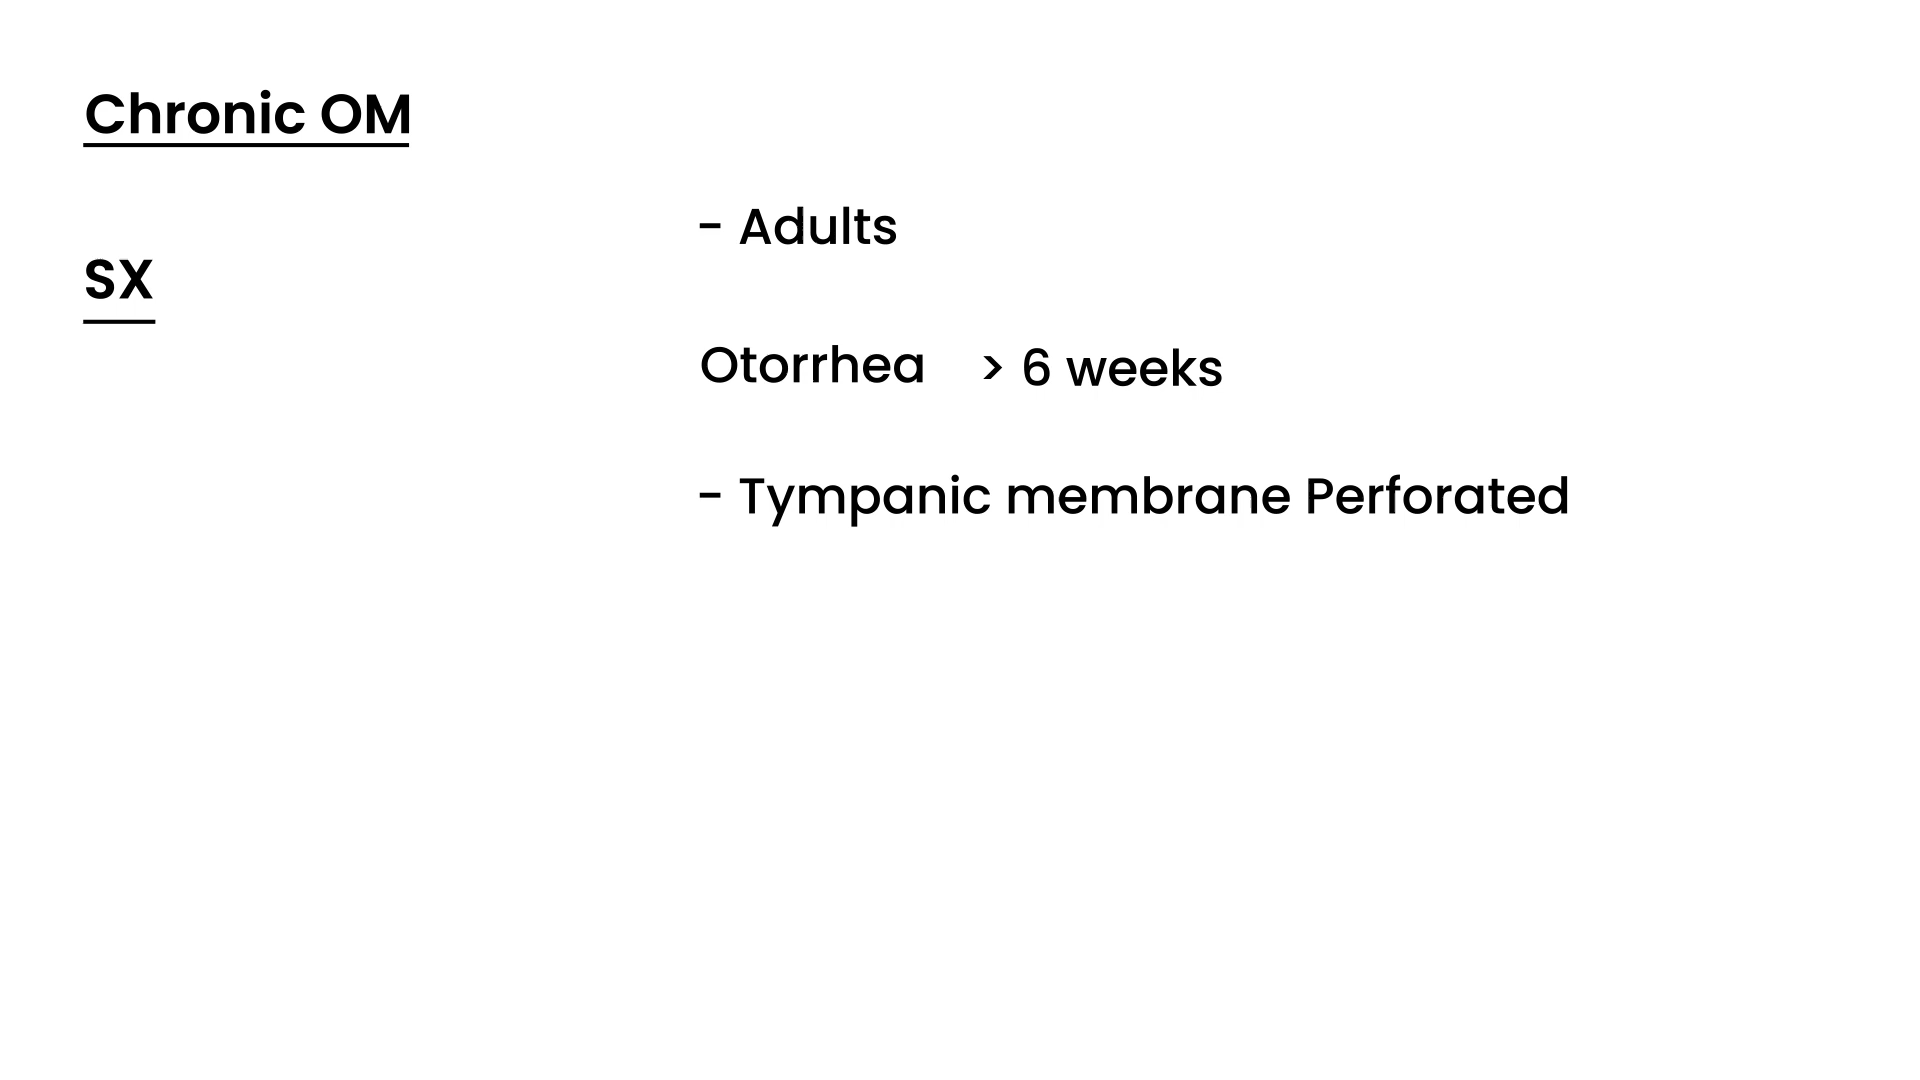 Chronic OM
- Adults
SX
Otorrhea > 6 weeks
- Tympanic membrane Perforated